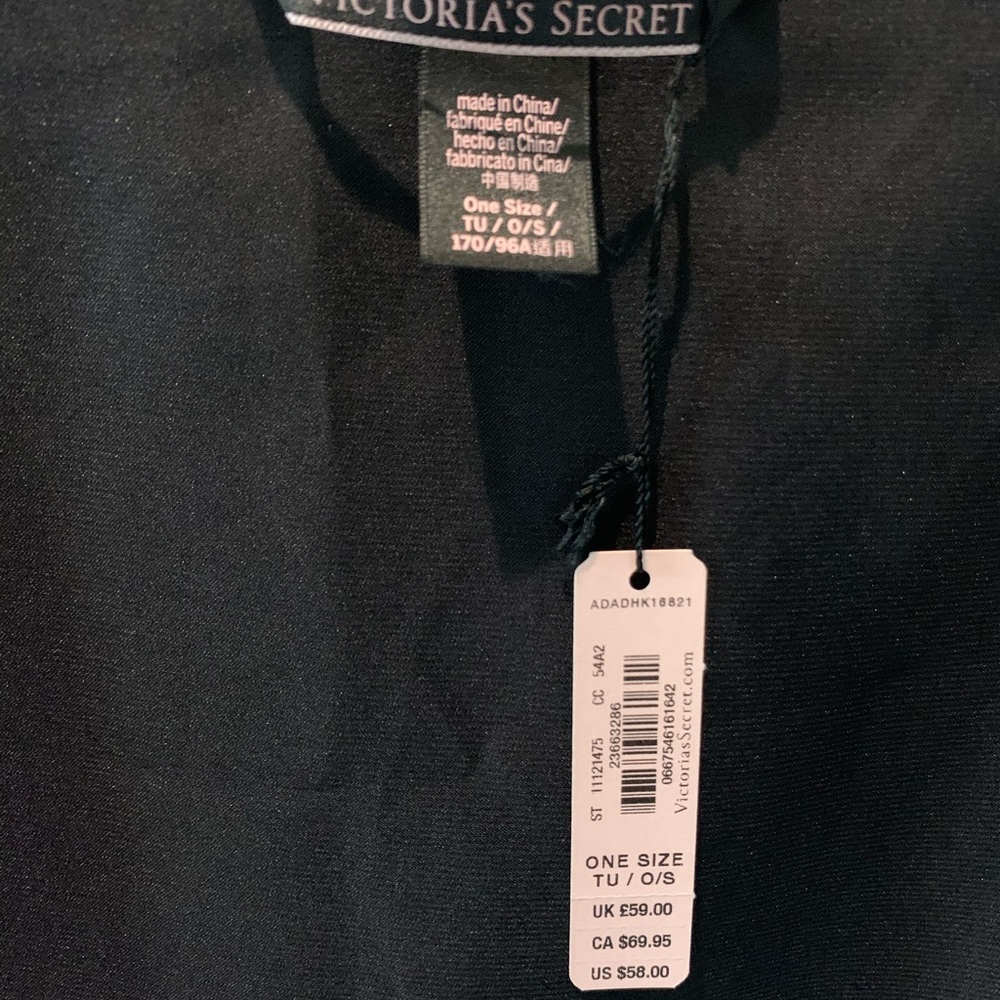 VICTORIA'S SECRET
made in China/
fabriqué en Chine/
hecho en China/
fabbricato in Cina/
中国制造
One Size /
TU / O/S /
170/96A适用
ADADHK16821
ST 11121475 CC 54A2
23663286
0667546161642
VictoriasSecret.com
ONE SIZE
TU / O/S
UK £59.00
CA $69.95
US $58.00